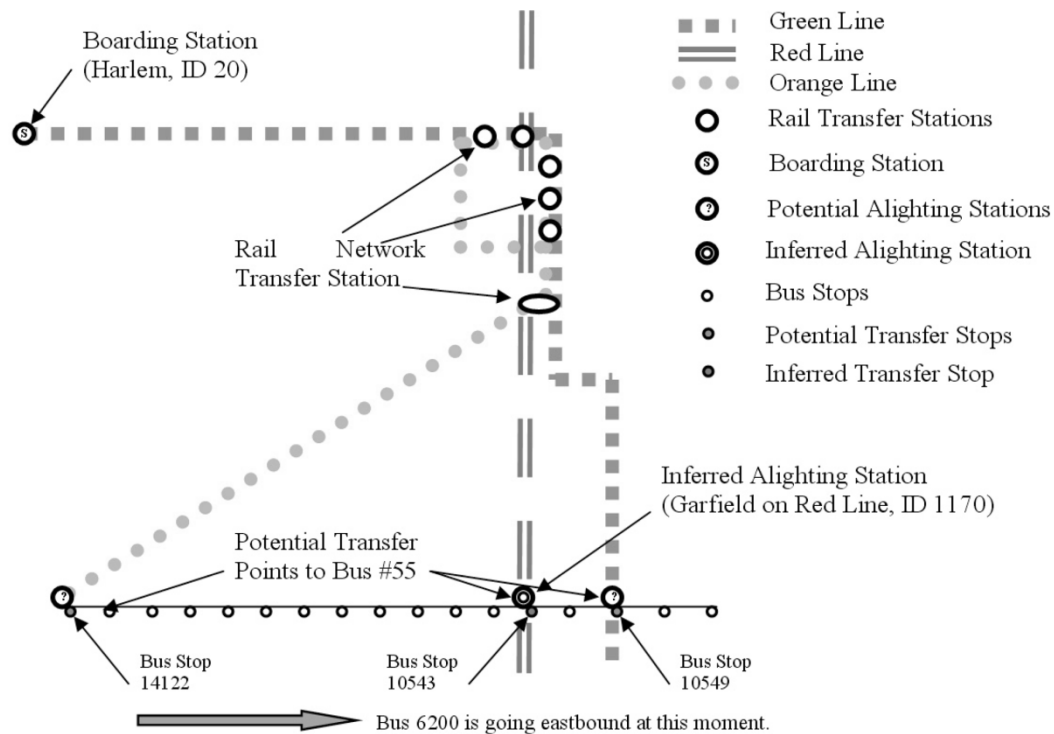 Boarding Station
(Harlem, ID 20)
S
Green Line
Red Line
Orange Line
Rail Transfer Stations
S
Boarding Station
?
Potential Alighting Stations
Inferred Alighting Station
Bus Stops
Potential Transfer Stops
Inferred Transfer Stop
Rail Network
Transfer Station
Inferred Alighting Station
(Garfield on Red Line, ID 1170)
Potential Transfer
Points to Bus #55
?
?
Bus Stop
14122
Bus Stop
10543
Bus Stop
10549
Bus 6200 is going eastbound at this moment.